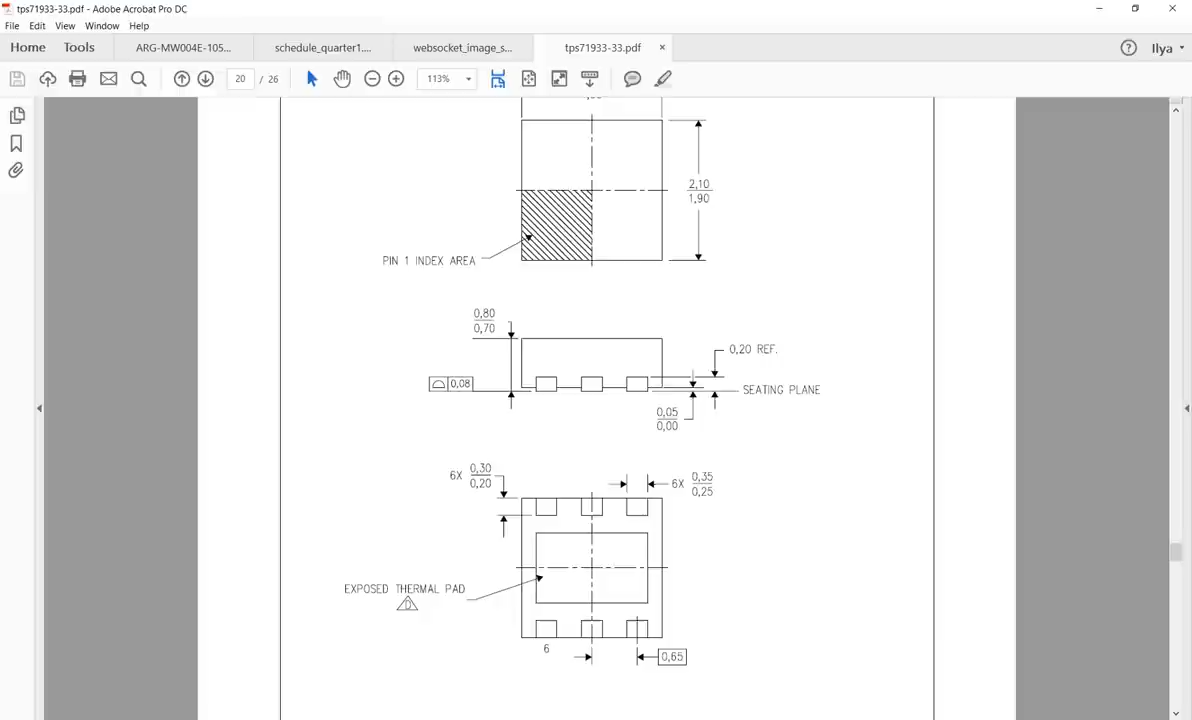 tps71933-33.pdf - Adobe Acrobat Pro DC
File Edit View Window Help
Home Tools ARG-MW004E-105... schedule_quarter1.... websocket_image_s... tps71933-33.pdf × Ilya
20 / 26 113%
2,10
1,90
PIN 1 INDEX AREA
0,80
0,70
0,20 REF.
0,08
SEATING PLANE
0,05
0,00
6X 0,30
0,20
6X 0,35
0,25
EXPOSED THERMAL PAD
D
6
0,65